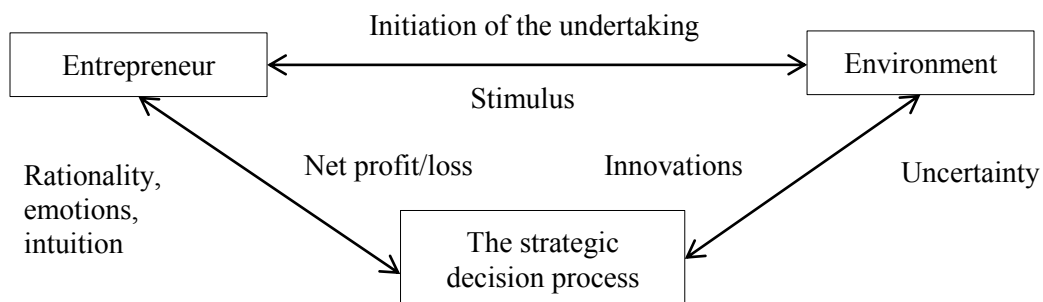 Initiation of the undertaking
Entrepreneur
Environment
Stimulus
Rationality,
emotions,
intuition
Net profit/loss
Innovations
Uncertainty
The strategic
decision process